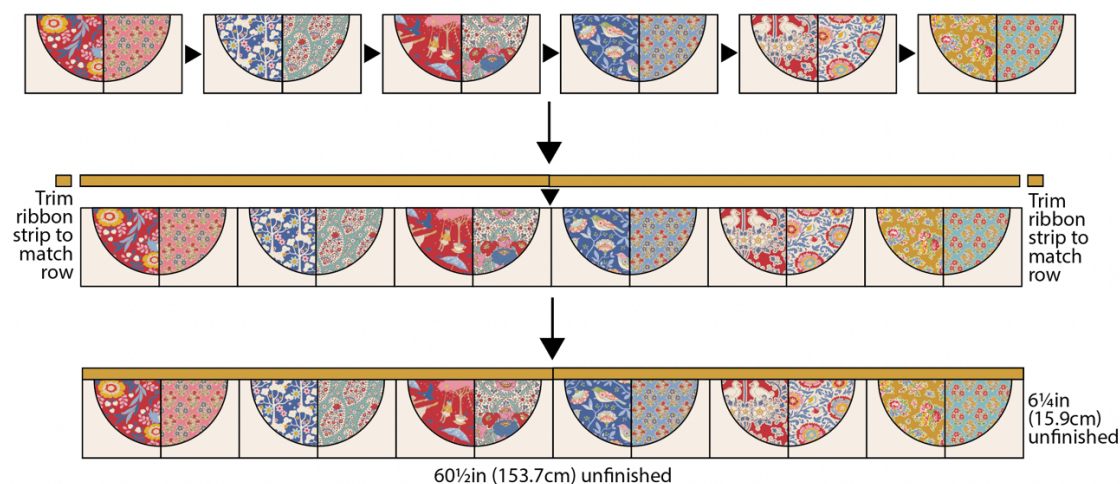 Trim
ribbon
strip to
match
row
Trim
ribbon
strip to
match
row
6¼in
(15.9cm)
unfinished
60½in (153.7cm) unfinished